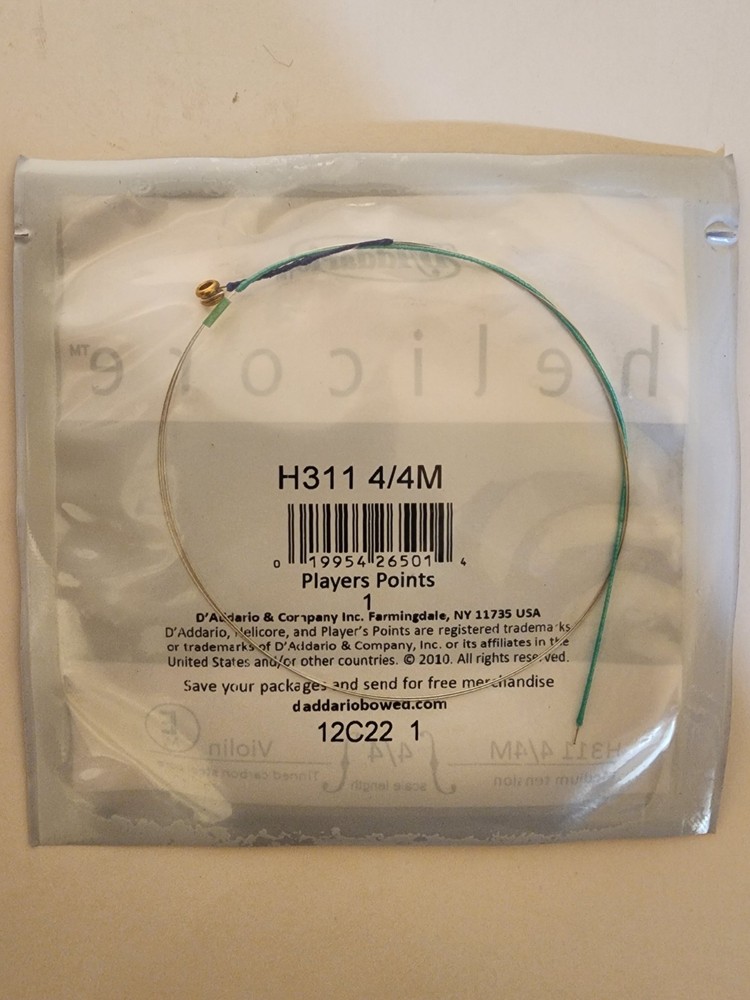 D'Addario
helicore™
H311 4/4M
0 19954 26501 4
Players Points
1
D'Addario & Company Inc. Farmingdale, NY 11735 USA
D'Addario, Helicore, and Player's Points are registered trademarks
or trademarks of D'Addario & Company, Inc. or its affiliates in the
United States and/or other countries. © 2010. All rights reserved.
Save your packages and send for free merchandise
daddariobowed.com
12C22 1
H311 4/4M 4/4 Violin E
Medium tension scale length Tinned carbon steel